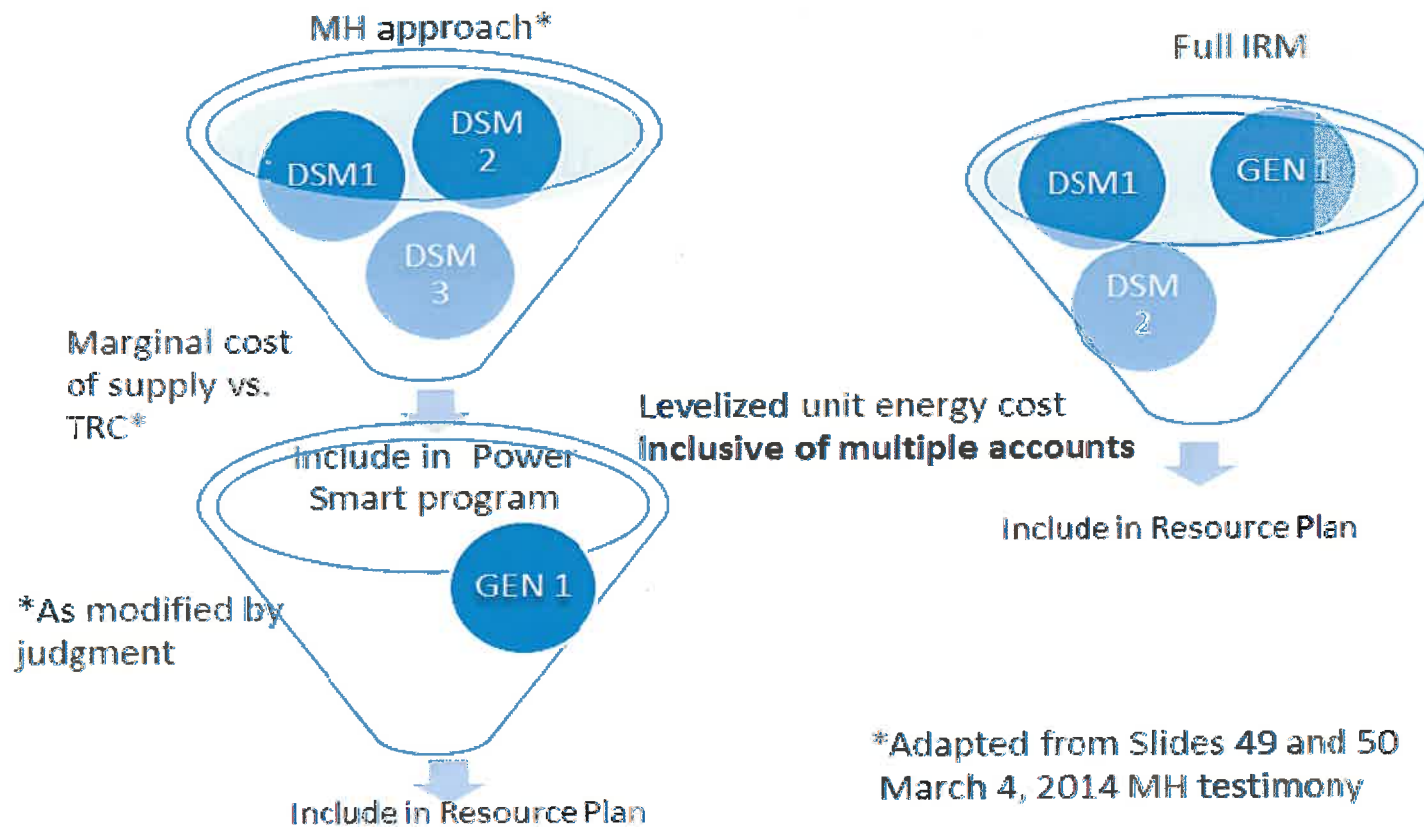 MH approach*
DSM1
DSM
2
DSM
3
Marginal cost
of supply vs.
TRC*
Include in Power
Smart program
GEN 1
*As modified by
judgment
Include in Resource Plan
Full IRM
DSM1
GEN 1
DSM
2
Levelized unit energy cost
Inclusive of multiple accounts
Include in Resource Plan
*Adapted from Slides 49 and 50
March 4, 2014 MH testimony